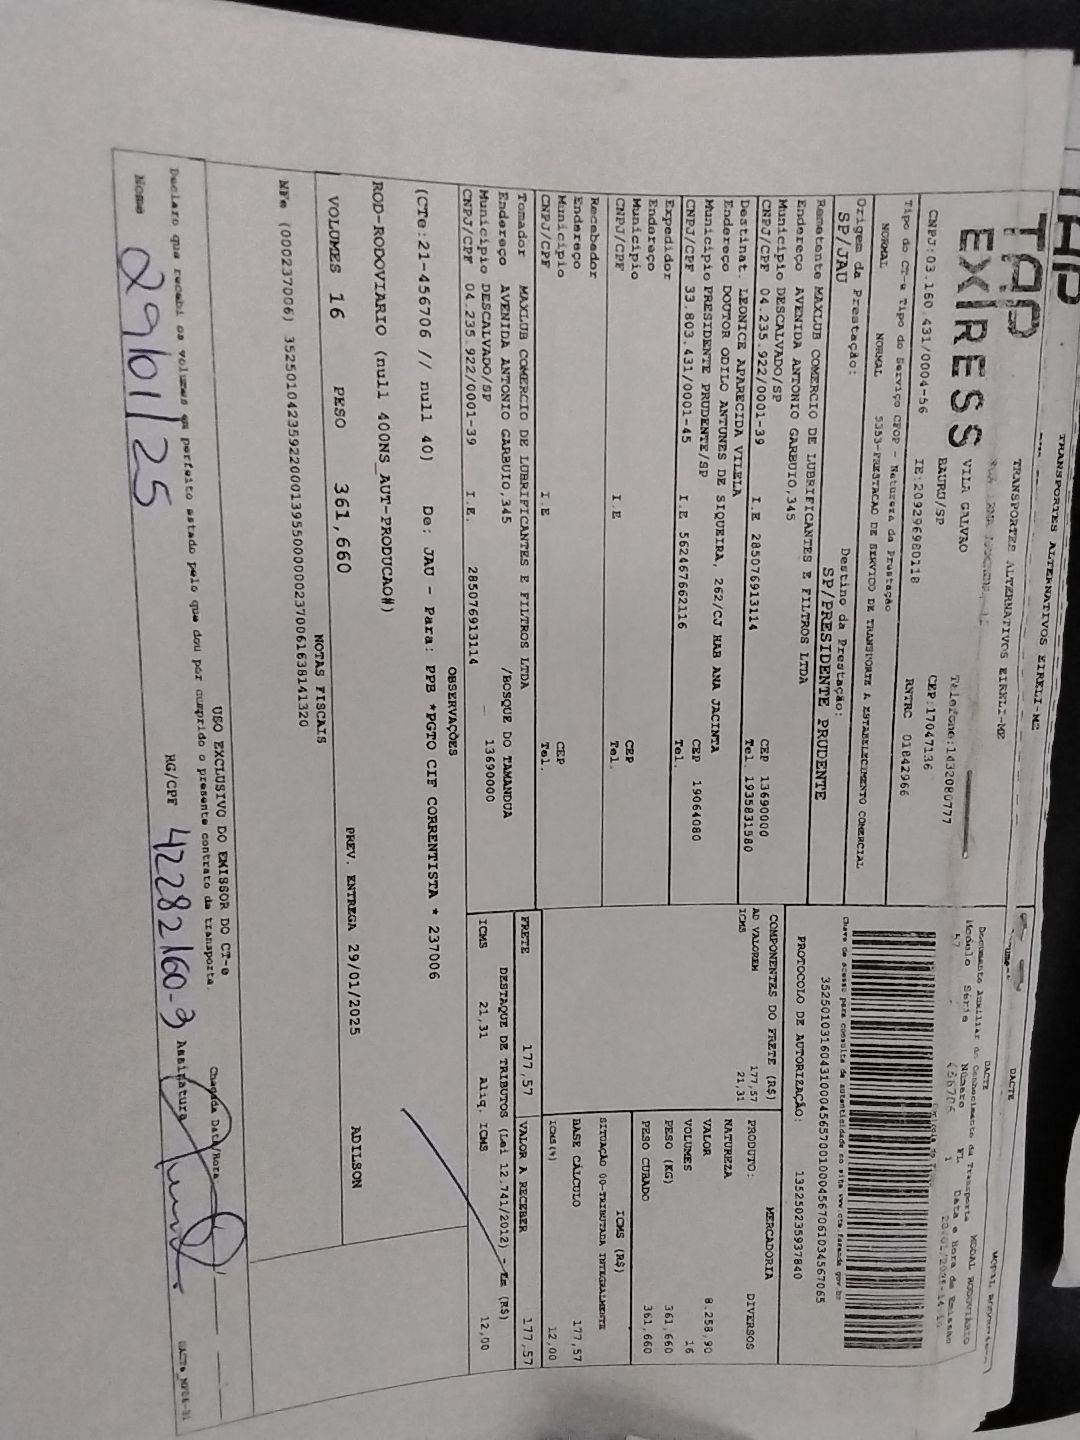 TAP
TRANSPORTES ALTERNATIVOS EIRELI-ME
DACTE
TAP
EXPRESS
TRANSPORTES ALTERNATIVOS EIRELI-ME
VILA GALVAO
Telefone:1432080777
BAURU/SP
CEP:17047136
CNPJ:03.160.431/0004-56
IE:209296980118
RNTRC 01842966
DACTE
Documento Auxiliar do Conhecimento de Transporte MODAL RODOVIÁRIO
Modulo Série Número FL Data e Hora de Emissão
57 456706 1
Tipo do CT-e Tipo do Serviço CFOP - Natureza da Prestação
NORMAL NORMAL 5353-PRESTACAO DE SERVICO DE TRANSPORTE A ESTABELECIMENTO COMERCIAL
Chave de acesso para consulta de autenticidade no site www.cte.fazenda.gov.br
35250103160431000456570010004567061034567065
PROTOCOLO DE AUTORIZAÇÃO: 135250235937840
Origem da Prestação: Destino da Prestação:
SP/JAU SP/PRESIDENTE PRUDENTE
Remetente MAXLUB COMERCIO DE LUBRIFICANTES E FILTROS LTDA
Endereço AVENIDA ANTONIO GARBUIO,345
Município DESCALVADO/SP CEP 13690000
CNPJ/CPF 04.235.922/0001-39 I.E 285076913114 Tel. 1935831580
Destinat. LEONICE APARECIDA VILELA
Endereço DOUTOR ODILO ANTUNES DE SIQUEIRA, 262/CJ HAB ANA JACINTA
Município PRESIDENTE PRUDENTE/SP CEP 19064080
CNPJ/CPF 33.803.431/0001-45 I.E 562467662116 Tel.
Expedidor
Endereço
Município CEP
CNPJ/CPF I.E Tel.
Recebedor
Endereço
Município CEP
CNPJ/CPF I.E Tel.
Tomador MAXLUB COMERCIO DE LUBRIFICANTES E FILTROS LTDA
Endereço AVENIDA ANTONIO GARBUIO,345 /BOSQUE DO TAMANDUA
Município DESCALVADO/SP 13690000
CNPJ/CPF 04.235.922/0001-39 I.E. 285076913114
COMPONENTES DO FRETE (R$)
AD VALOREM 177,57
ICMS 21,31
MERCADORIA
PRODUTO: DIVERSOS
NATUREZA
VALOR 8.258,90
VOLUMES 16
PESO (KG) 361,660
PESO CUBADO 361,660
ICMS (R$)
SITUAÇÃO 00-TRIBUTADA INTEGRALMENTE
BASE CÁLCULO 177,57
ICMS(%) 12,00
FRETE 177,57 VALOR A RECEBER 177,57
DESTAQUE DE TRIBUTOS (Lei 12.741/2012) - Em (R$)
ICMS 21,31 Aliq. ICMS 12,00
OBSERVAÇÕES
(CTe:21-456706 // null 40) De: JAU - Para: PPB *PGTO CIF CORRENTISTA * 237006
ROD-RODOVIARIO (null 400NS_AUT-PRODUCAO#)
VOLUMES 16 PESO 361,660 PREV. ENTREGA 29/01/2025 ADILSON
NOTAS FISCAIS
NFe (000237006) 35250104235922000139550000002370061638141320
USO EXCLUSIVO DO EMISSOR DO CT-e
Declaro que recebi os volumes em perfeito estado pelo que dou por cumprido o presente contrato de transporte.
Chegada Data/Hora
Nome 29/01/25 RG/CPF 42282160-3 Assinatura